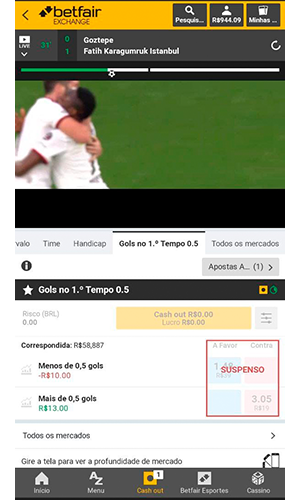 betfair
EXCHANGE
Pesquis...
R$944.09
Minhas ...
LIVE
31'
0
Goztepe
1
Fatih Karagumruk Istanbul
valo
Time
Handicap
Gols no 1.º Tempo 0.5
Todos os mercados
Apostas A... (1)
Gols no 1.º Tempo 0.5
Risco (BRL)
0.00
Cash out R$0.00
Lucro R$0.00
Correspondida: R$58,887
A Favor
Contra
Menos de 0,5 gols
-R$10.00
SUSPENSO
Mais de 0,5 gols
R$13.00
3.05
R$19
Todos os mercados
Gire a tela para ver a profundidade de mercado
Início
AZ
Menu
1
Cash out
Betfair Esportes
Cassino